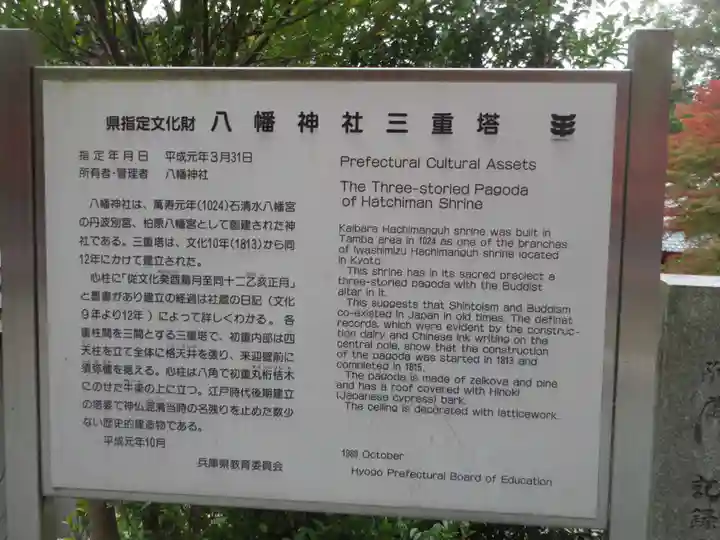 県指定文化財 八幡神社三重塔
指定年月日 平成元年3月31日
所有者・管理者 八幡神社
八幡神社は、萬寿元年(1024)石清水八幡宮
の丹波別宮、柏原八幡宮として創建された神
社である。三重塔は、文化10年(1813)から同
12年にかけて建立された。
心柱に「従文化癸酉 月至同十二乙亥正月」
と墨書があり建立の経過は社蔵の日記(文化
9年より12年)によって詳しくわかる。各
重柱間を三間とする三重塔で、初重内部は四
天柱を立て全体に格天井を張り、来迎壁前に
須弥壇を据える。心柱は八角で初重丸桁桔木
にのせた牛梁の上に立つ。江戸時代後期建立
の塔婆で神仏混淆当時の名残りを止めた数少
ない歴史的建造物である。
平成元年10月
兵庫県教育委員会
Prefectural Cultural Assets
The Three-storied Pagoda
of Hatchiman Shrine
Kaibara Hachimanguh shrine was built in
Tamba area in 1024 as one of the branches
of Iwashimizu Hachimanguh shrine located
in Kyoto
This shrine has in its sacred precject a
three-storied pagoda with the Buddist
altar in it.
This suggests that Shintoism and Buddism
co-existed in Japan in old times. The definat
records, which were evident by the construc-
tion dairy and Chinese ink writing on the
central pole, show that the construction
of the pagoda was started in 1813 and
completed in 1815.
The pagoda is made of zelkova and pine
and has a roof covered with Hinoki
(Japanese cypress) bark.
The ceiling is decorated with latticework.
1989 October
Hyogo Prefectural Board of Education
記録